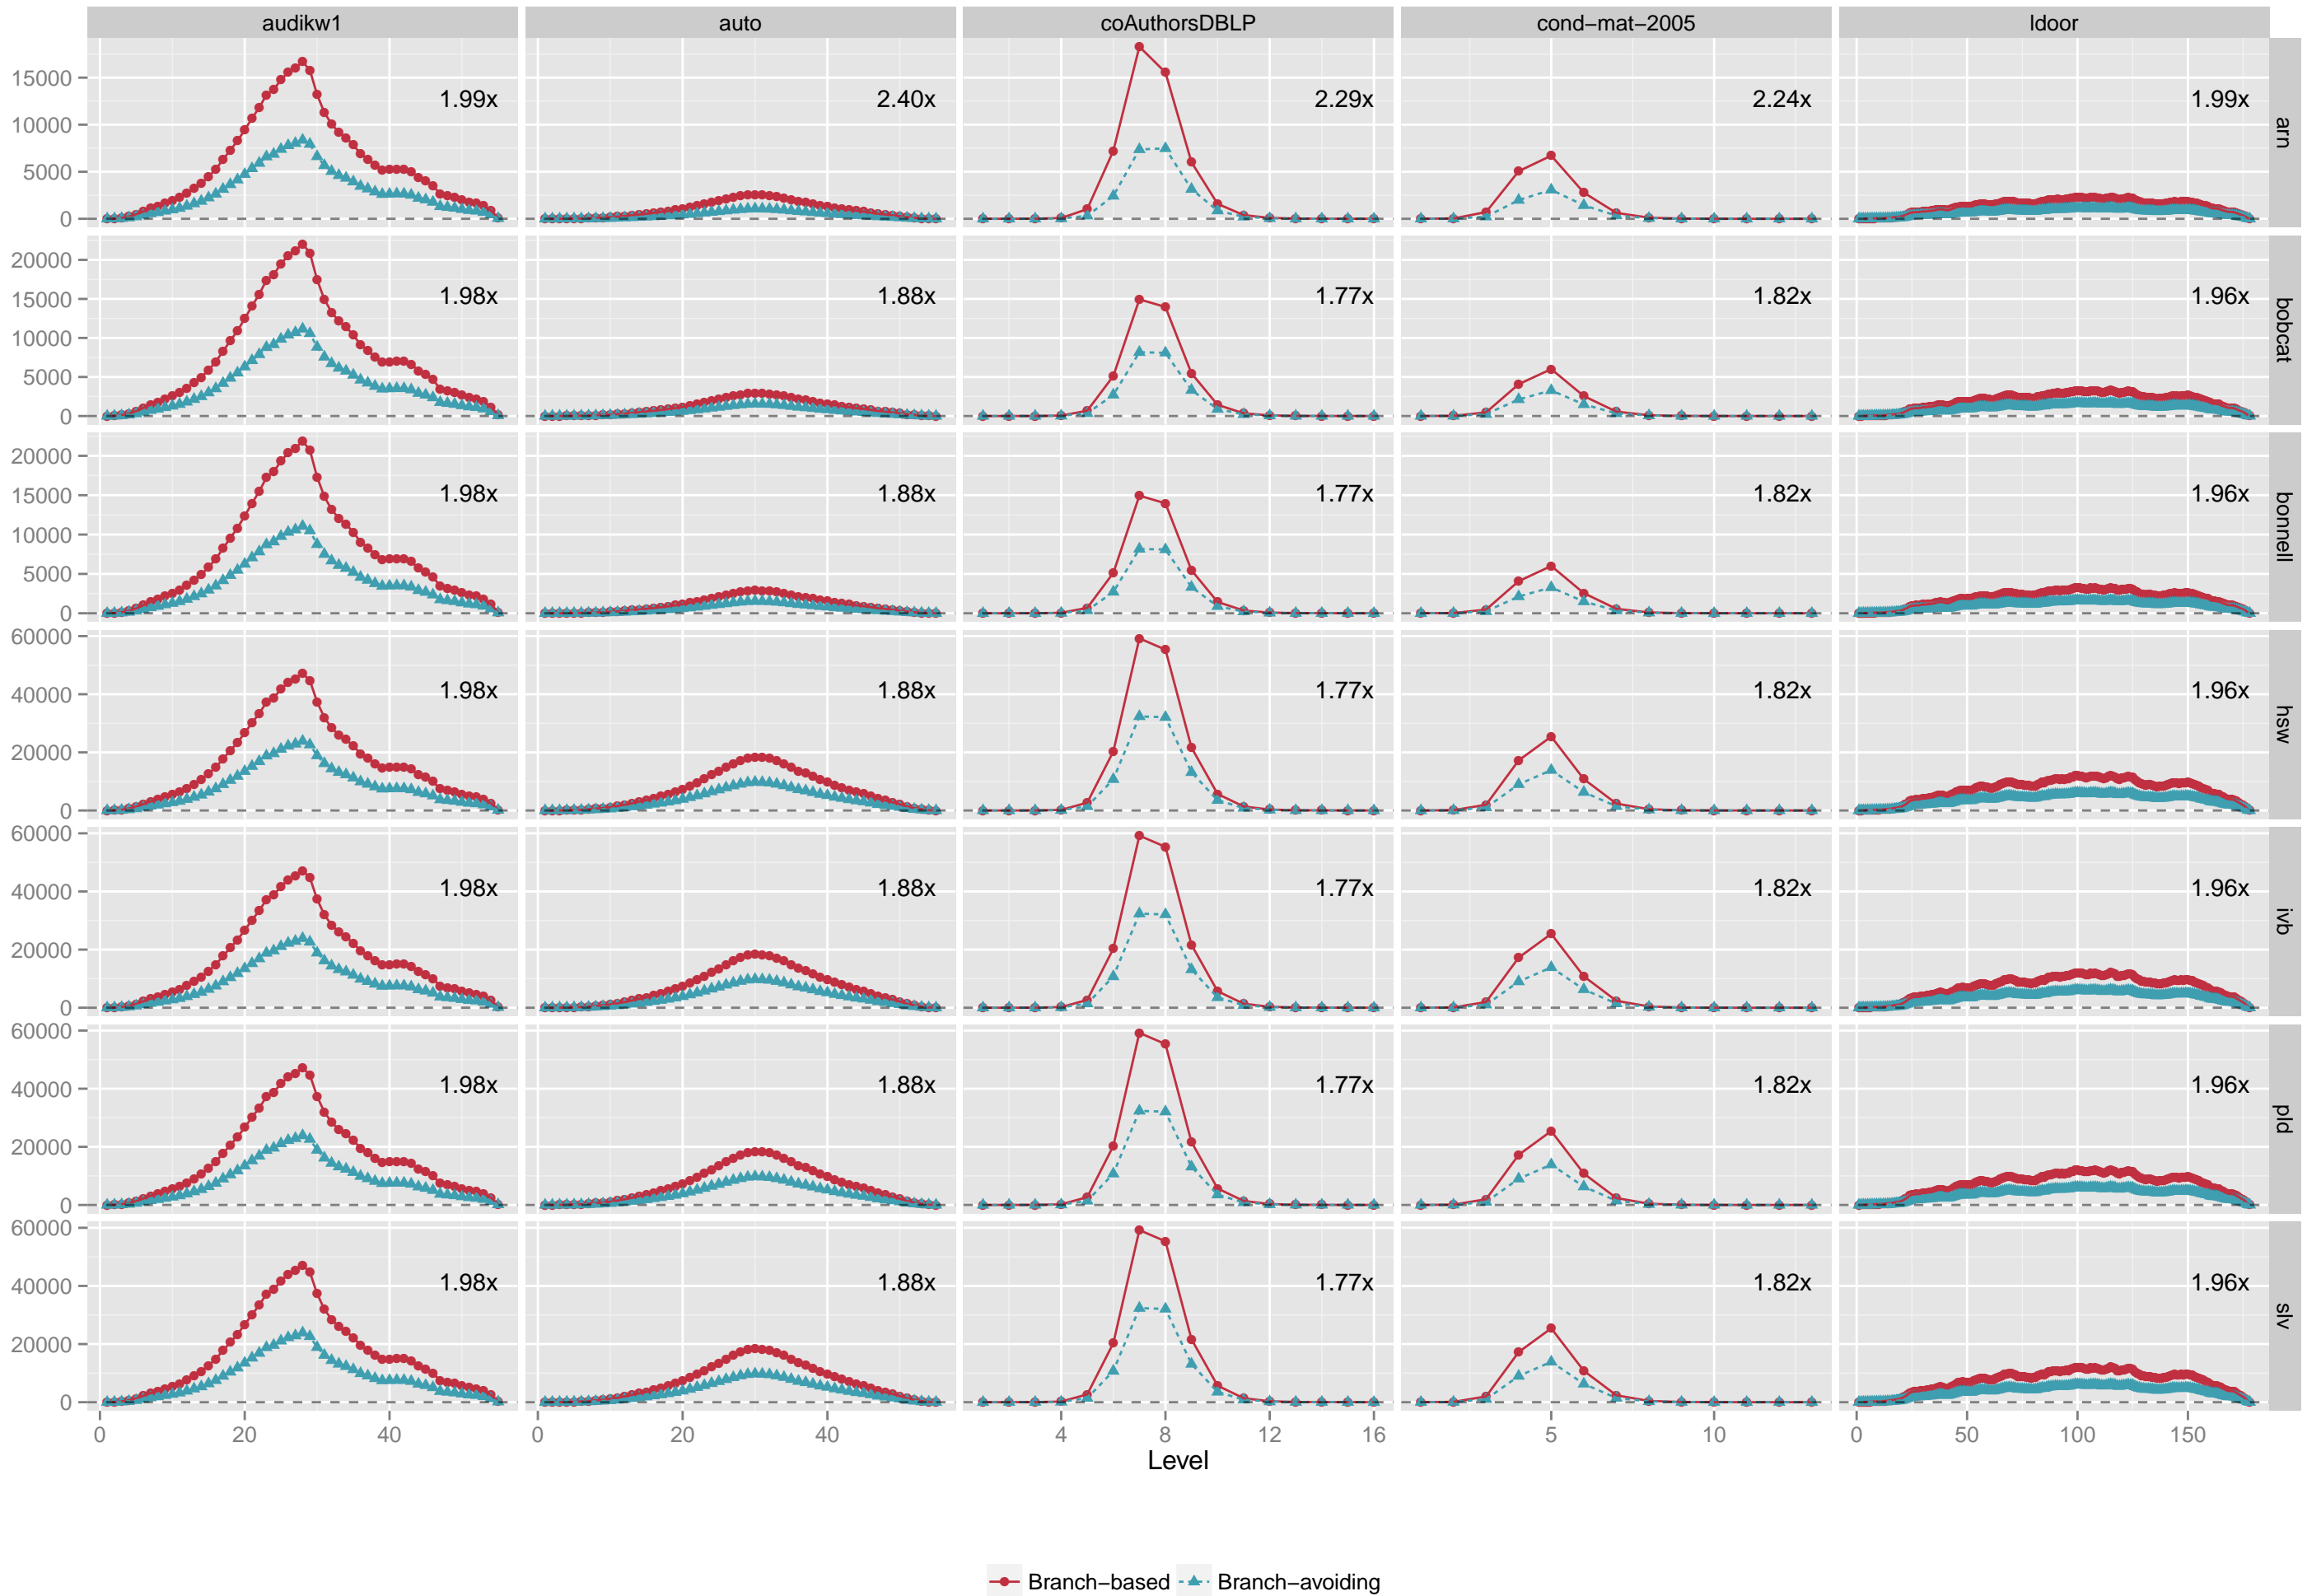 audikw1 auto coAuthorsDBLP cond−mat−2005 ldoor
15000
10000
5000
0
1.99x 2.40x 2.29x 2.24x 1.99x
arn
20000
15000
10000
5000
0
1.98x 1.88x 1.77x 1.82x 1.96x
bobcat
20000
15000
10000
5000
0
1.98x 1.88x 1.77x 1.82x 1.96x
bonnell
60000
40000
20000
0
1.98x 1.88x 1.77x 1.82x 1.96x
hsw
60000
40000
20000
0
1.98x 1.88x 1.77x 1.82x 1.96x
ivb
60000
40000
20000
0
1.98x 1.88x 1.77x 1.82x 1.96x
pld
60000
40000
20000
0
1.98x 1.88x 1.77x 1.82x 1.96x
slv
0 20 40 0 20 40 4 8 12 16 5 10 0 50 100 150
Level
Branch−based Branch−avoiding